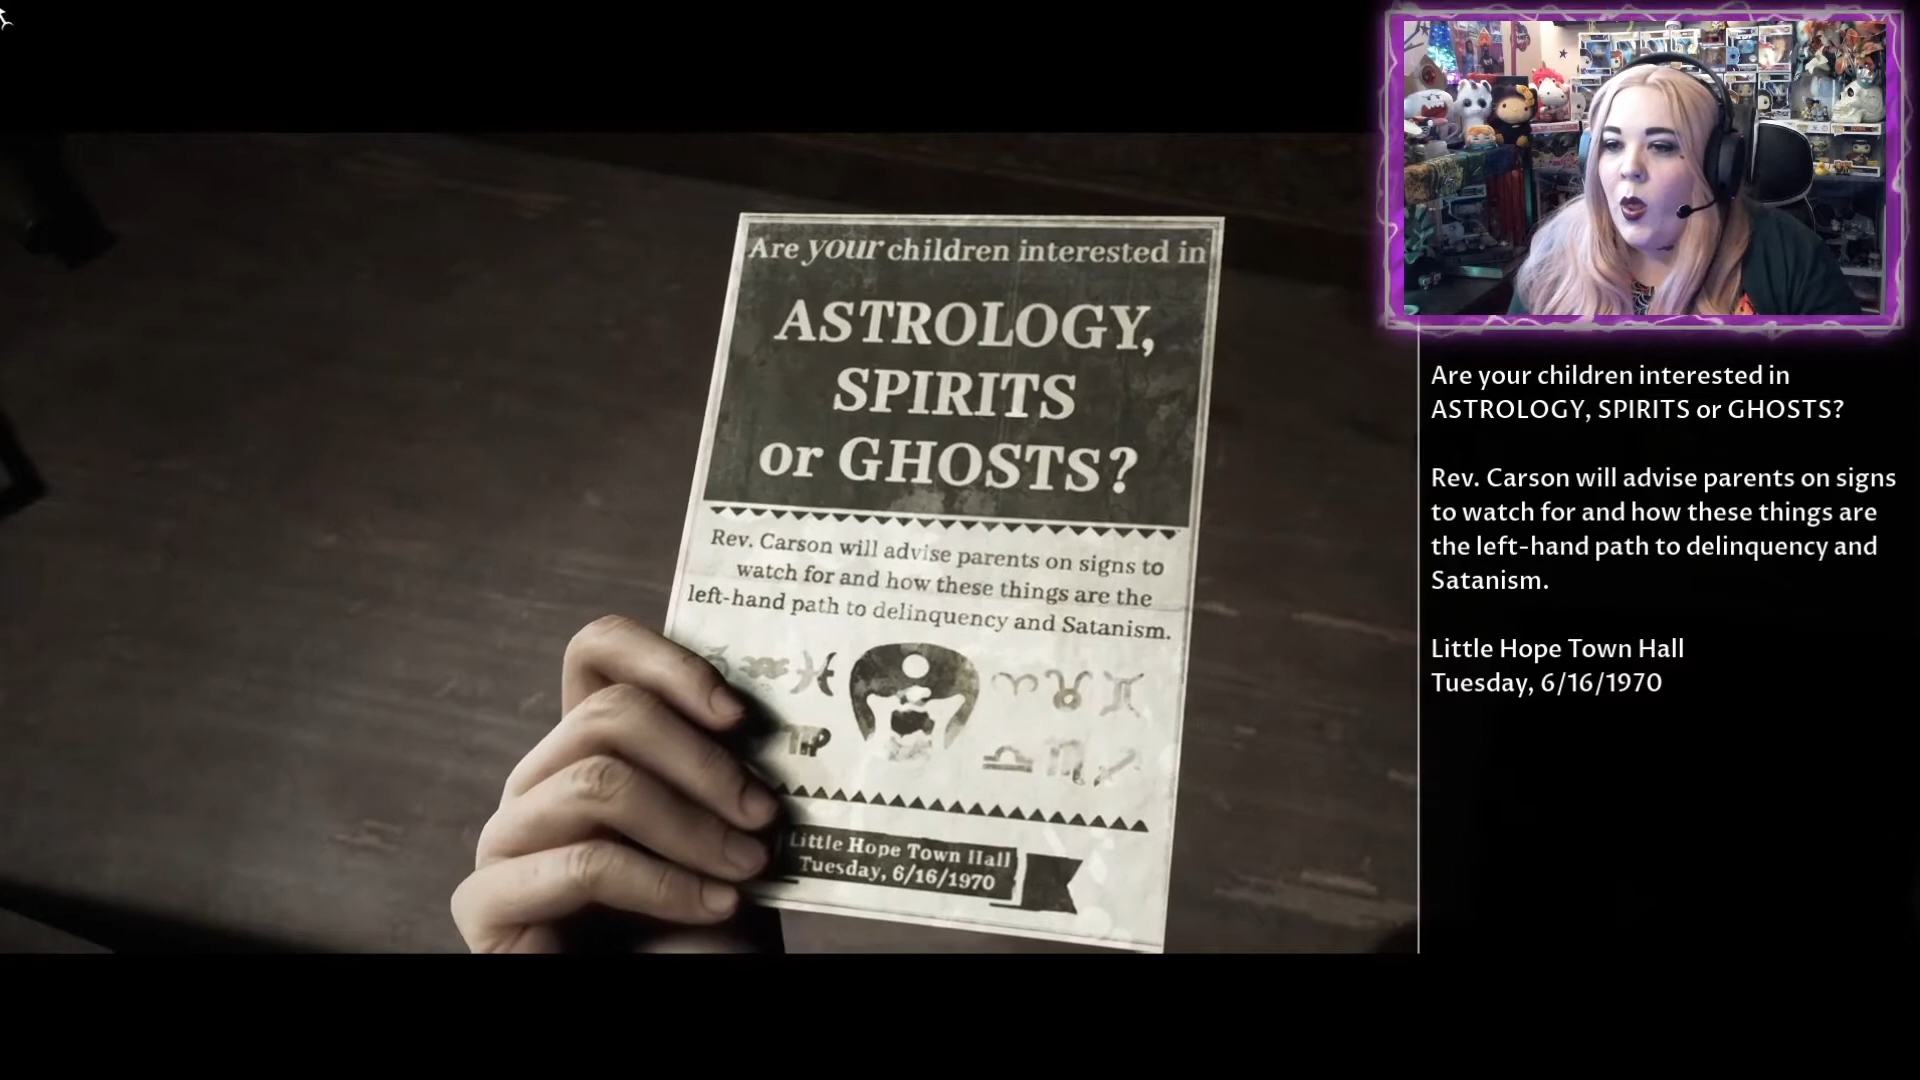 Are your children interested in
ASTROLOGY,
SPIRITS
or GHOSTS?
Rev. Carson will advise parents on signs to
watch for and how these things are the
left-hand path to delinquency and Satanism.
Little Hope Town Hall
Tuesday, 6/16/1970
Are your children interested in
ASTROLOGY, SPIRITS or GHOSTS?
Rev. Carson will advise parents on signs
to watch for and how these things are
the left-hand path to delinquency and
Satanism.
Little Hope Town Hall
Tuesday, 6/16/1970